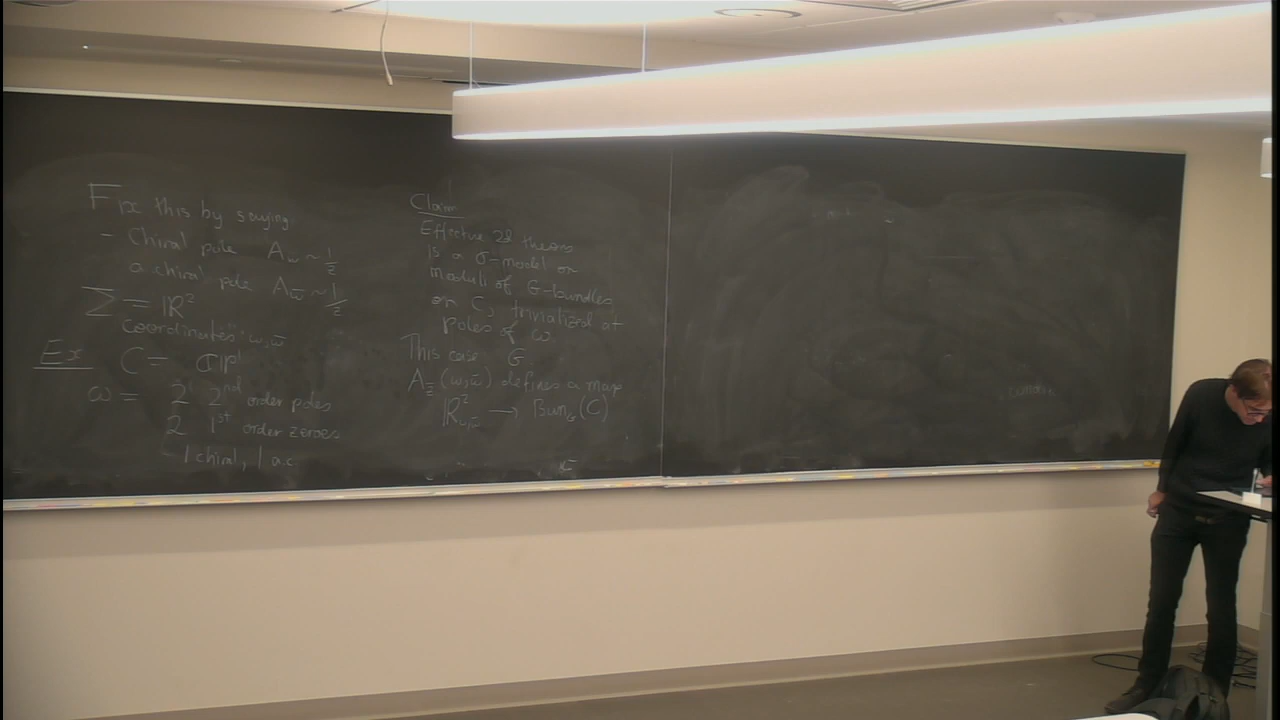 Fix this by saying
- Chiral pole A_w ~ 1/z
a chiral pole A_w̄ ~ 1/z
Σ = ℝ²
coordinates w, w̄
Ex C = ℂP¹
ω = 2 2nd order poles
2 1st order zeroes
1 chiral, 1 a.c
Claim
Effective 2d theory
is a σ-model on
moduli of G-bundles
on C, trivialized at
poles of ω
This case G
A_z̄ (w,w̄) defines a map
ℝ²_{w,w̄} → Bun_G(C)